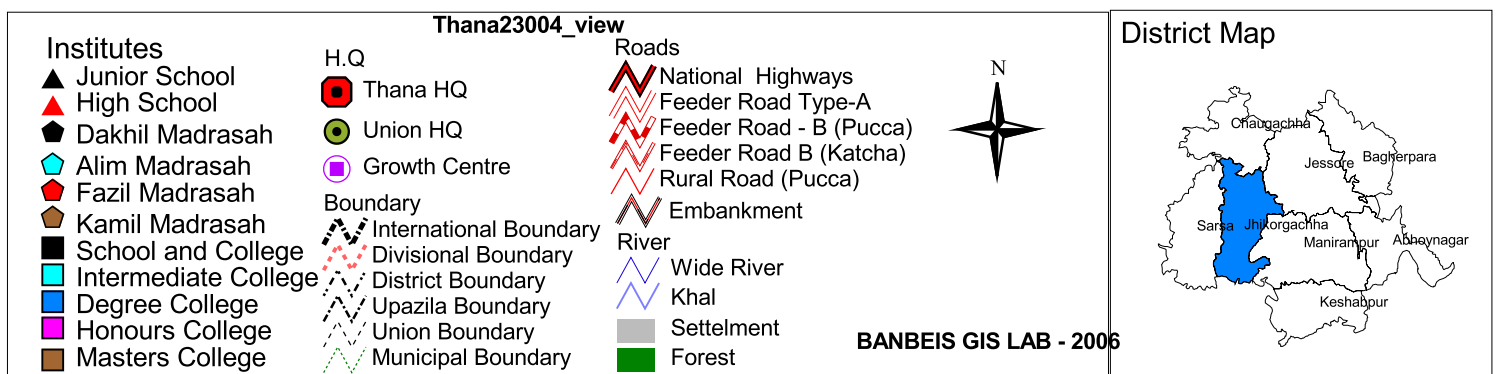 Thana23004_view
Institutes
Junior School
High School
Dakhil Madrasah
Alim Madrasah
Fazil Madrasah
Kamil Madrasah
School and College
Intermediate College
Degree College
Honours College
Masters College
H.Q
Thana HQ
Union HQ
Growth Centre
Boundary
International Boundary
Divisional Boundary
District Boundary
Upazila Boundary
Union Boundary
Municipal Boundary
Roads
National Highways
Feeder Road Type-A
Feeder Road - B (Pucca)
Feeder Road B (Katcha)
Rural Road (Pucca)
Embankment
River
Wide River
Khal
Settelment
Forest
N
BANBEIS GIS LAB - 2006
District Map
Chaugachha
Jessore
Bagherpara
Sarsa
Jhikorgachha
Manirampur
Abhoynagar
Keshabpur